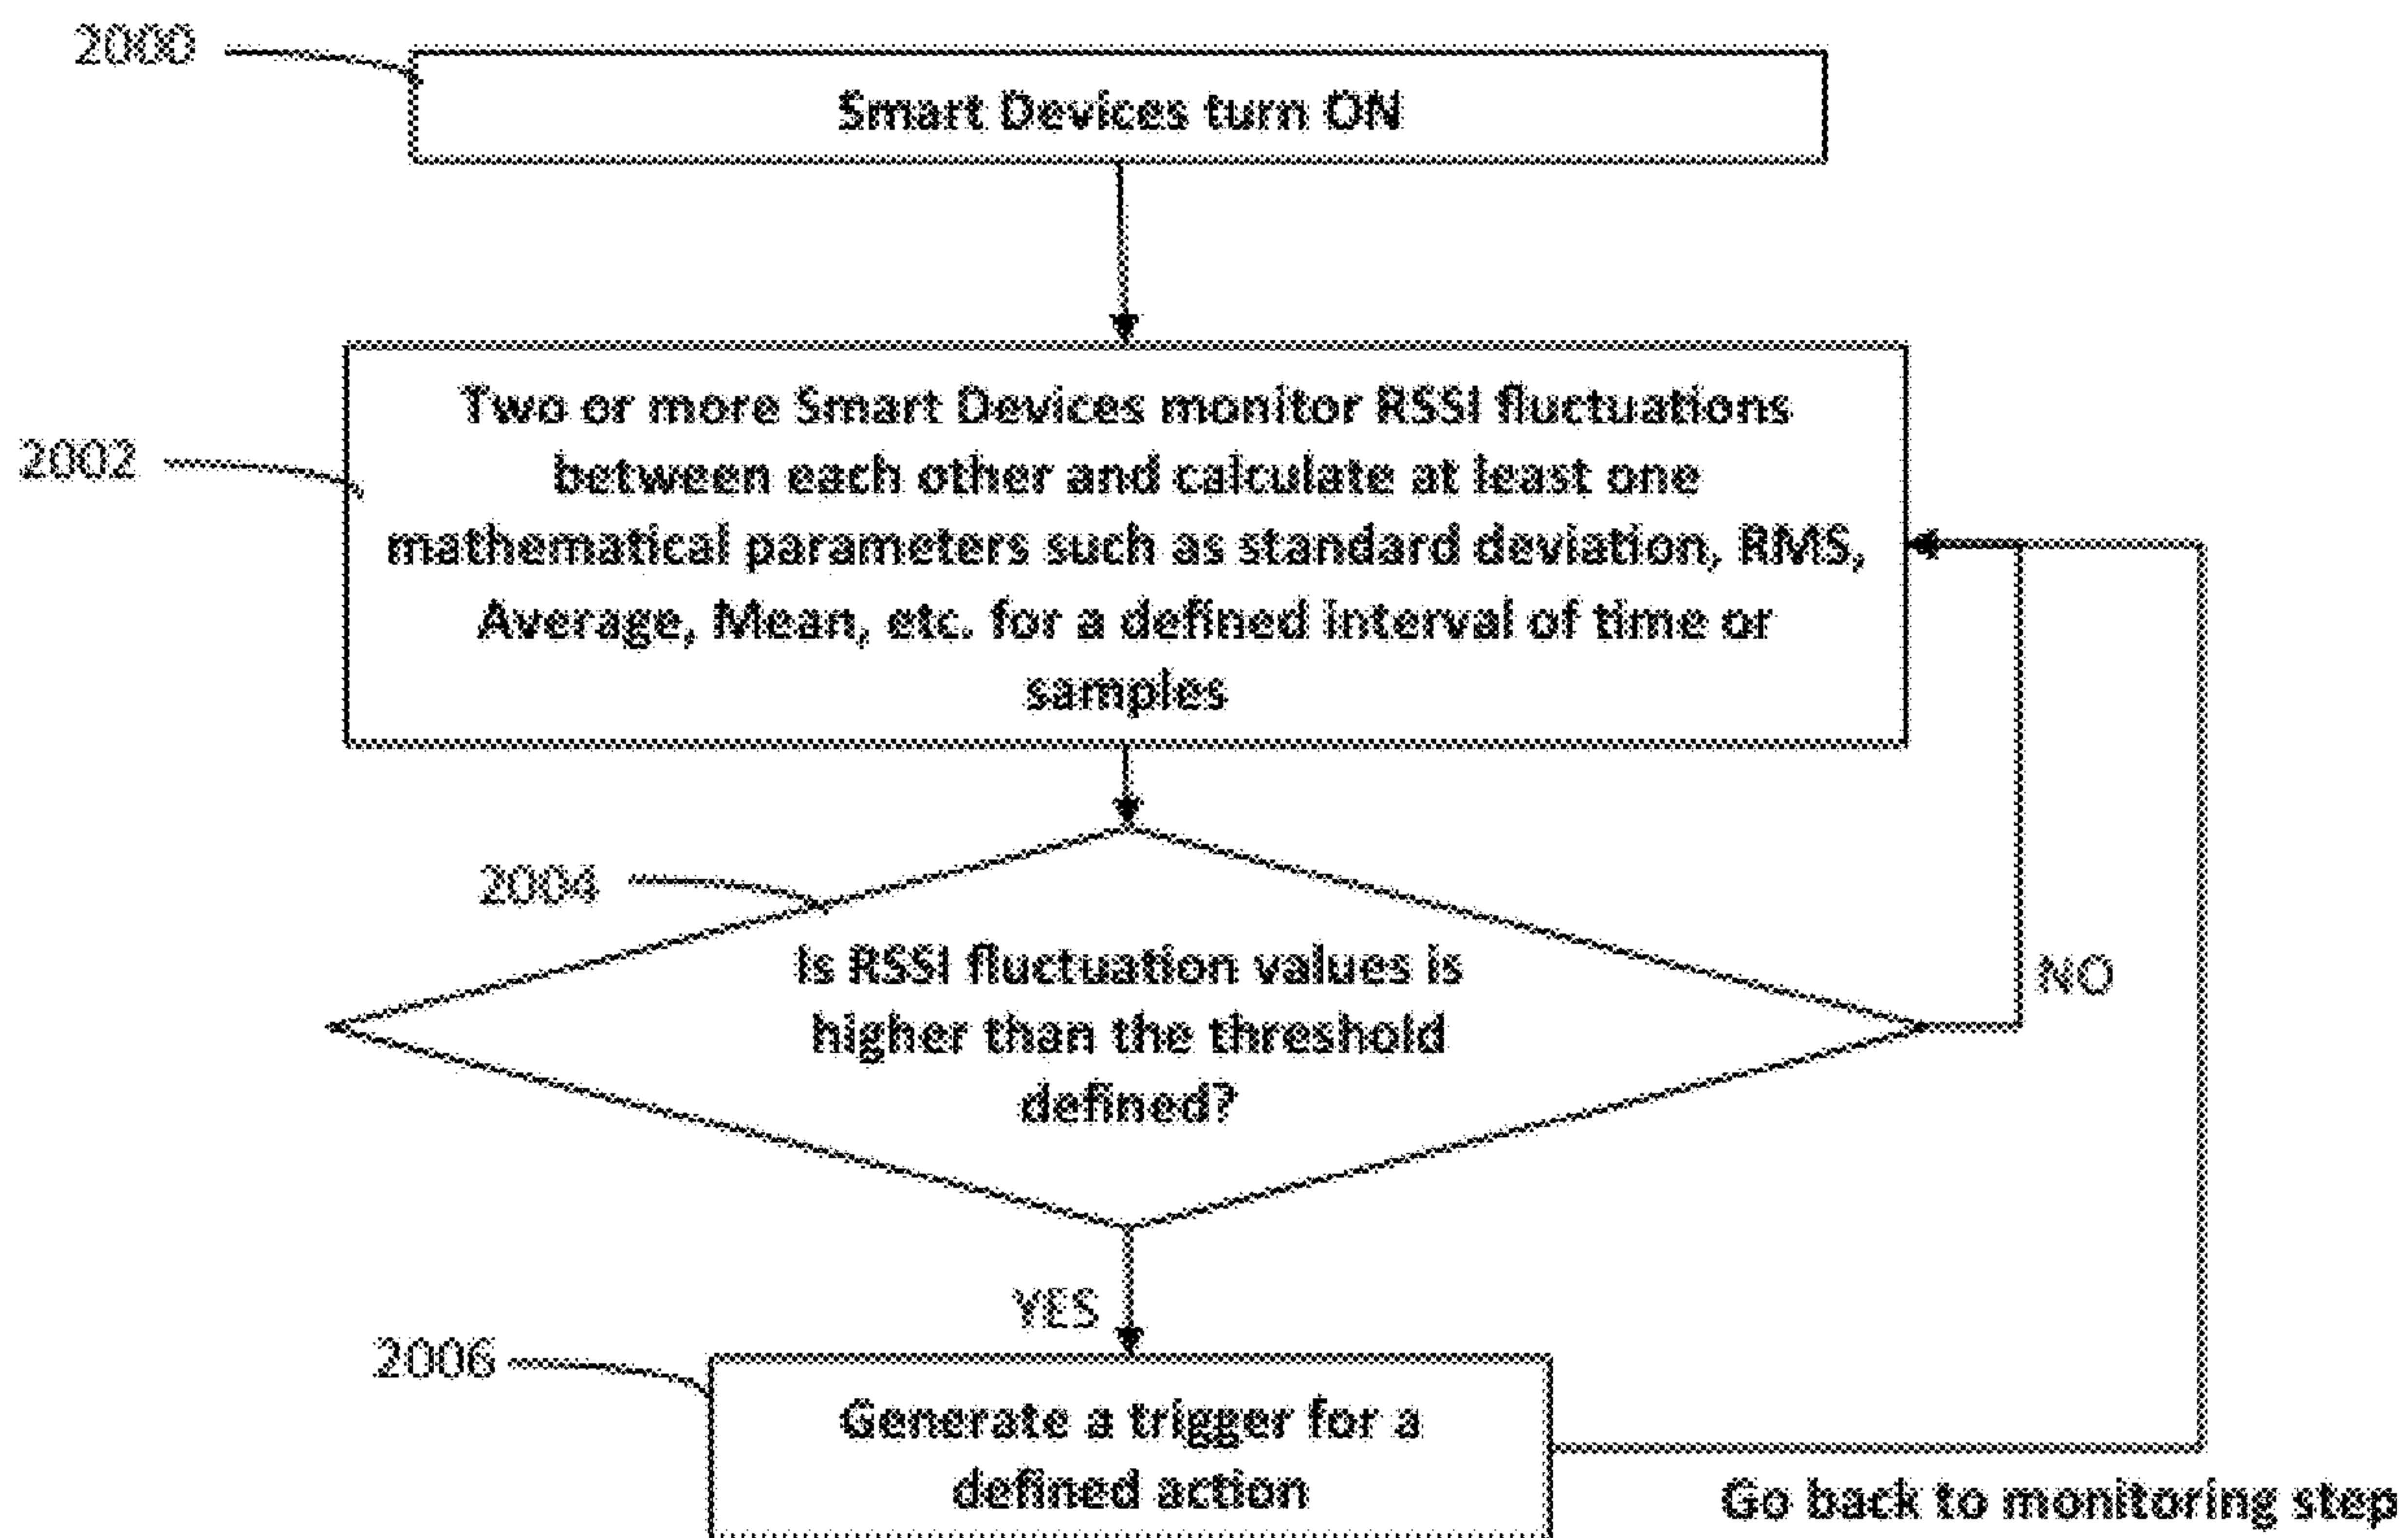 2000
Smart Devices turn ON
2002
Two or more Smart Devices monitor RSSI fluctuations
between each other and calculate at least one
mathematical parameters such as standard deviation, RMS,
Average, Mean, etc. for a defined interval of time or
samples
2004
Is RSSI fluctuation values is
higher than the threshold
defined?
NO
YES
2006
Generate a trigger for a
defined action
Go back to monitoring step